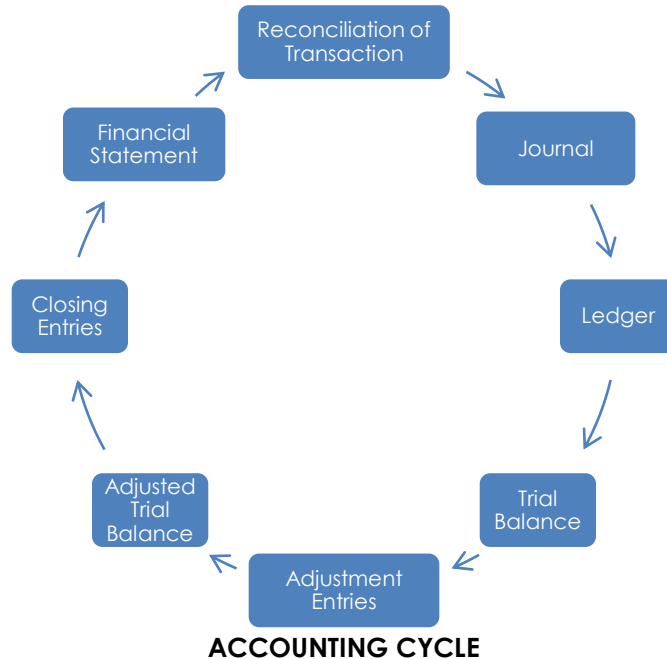 Reconciliation of
Transaction
Journal
Ledger
Trial
Balance
Adjustment
Entries
Adjusted
Trial
Balance
Closing
Entries
Financial
Statement
ACCOUNTING CYCLE